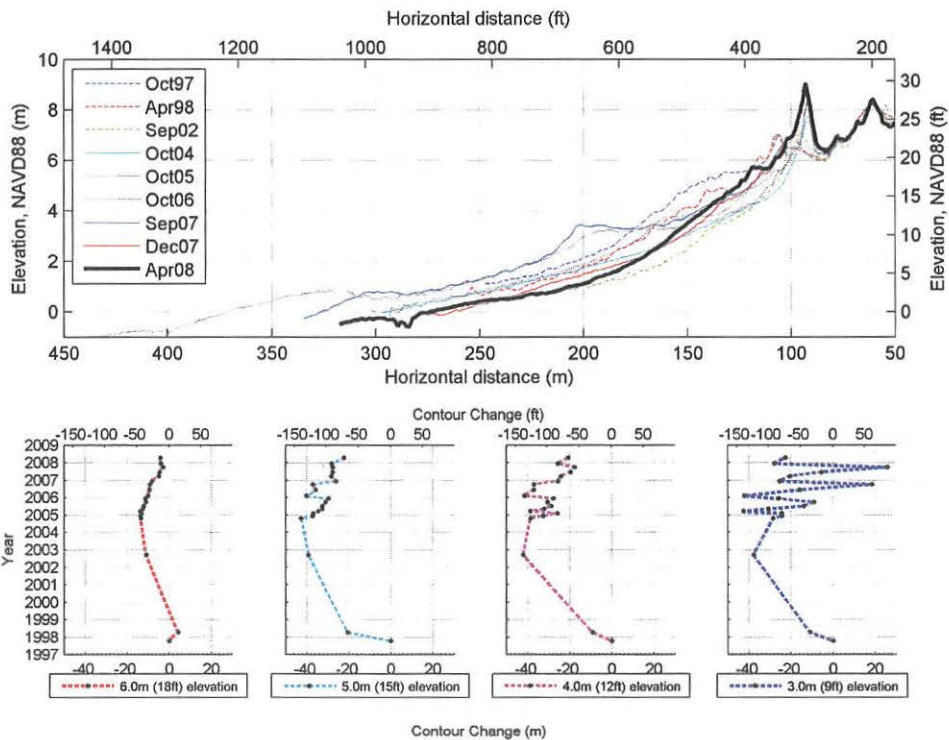 Horizontal distance (ft)
1400 1200 1000 800 600 400 200
10 8 6 4 2 0
Elevation, NAVD88 (m)
30 25 20 15 10 5 0
Elevation, NAVD88 (ft)
Oct97
Apr98
Sep02
Oct04
Oct05
Oct06
Sep07
Dec07
Apr08
450 400 350 300 250 200 150 100 50
Horizontal distance (m)
Contour Change (ft)
-150 -100 -50 0 50 -150 -100 -50 0 50 -150 -100 -50 0 50 -150 -100 -50 0 50
2009
2008
2007
2006
2005
2004
2003
2002
2001
2000
1999
1998
1997
Year
-40 -20 0 20 -40 -20 0 20 -40 -20 0 20 -40 -20 0 20
6.0m (18ft) elevation 5.0m (15ft) elevation 4.0m (12ft) elevation 3.0m (9ft) elevation
Contour Change (m)